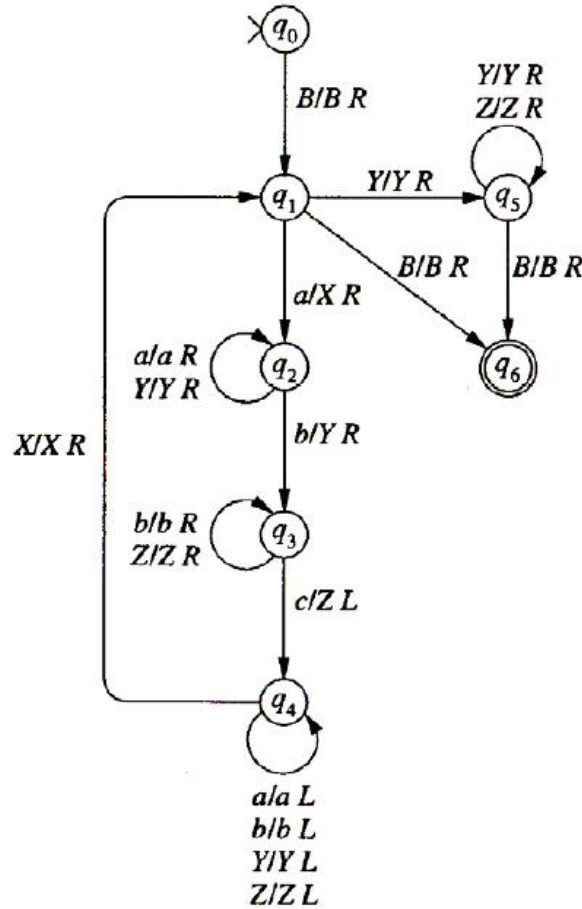 q₀
B/B R
Y/Y R
Z/Z R
q₁
Y/Y R
q₅
a/X R
B/B R
B/B R
a/a R
Y/Y R
q₂
q₆
X/X R
b/Y R
b/b R
Z/Z R
q₃
c/Z L
q₄
a/a L
b/b L
Y/Y L
Z/Z L